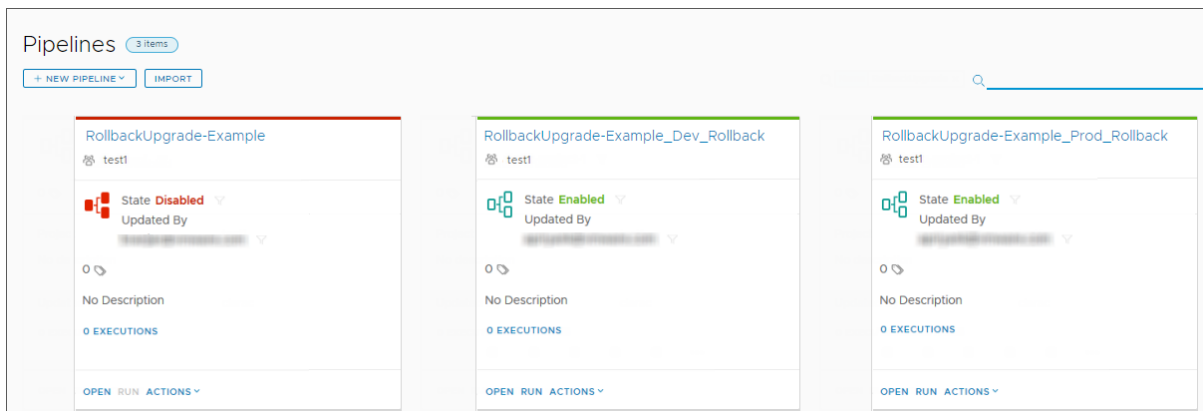 Pipelines 3 items
+ NEW PIPELINE IMPORT
RollbackUpgrade-Example
test1
State Disabled
Updated By
0
No Description
0 EXECUTIONS
OPEN RUN ACTIONS
RollbackUpgrade-Example_Dev_Rollback
test1
State Enabled
Updated By
0
No Description
0 EXECUTIONS
OPEN RUN ACTIONS
RollbackUpgrade-Example_Prod_Rollback
test1
State Enabled
Updated By
0
No Description
0 EXECUTIONS
OPEN RUN ACTIONS